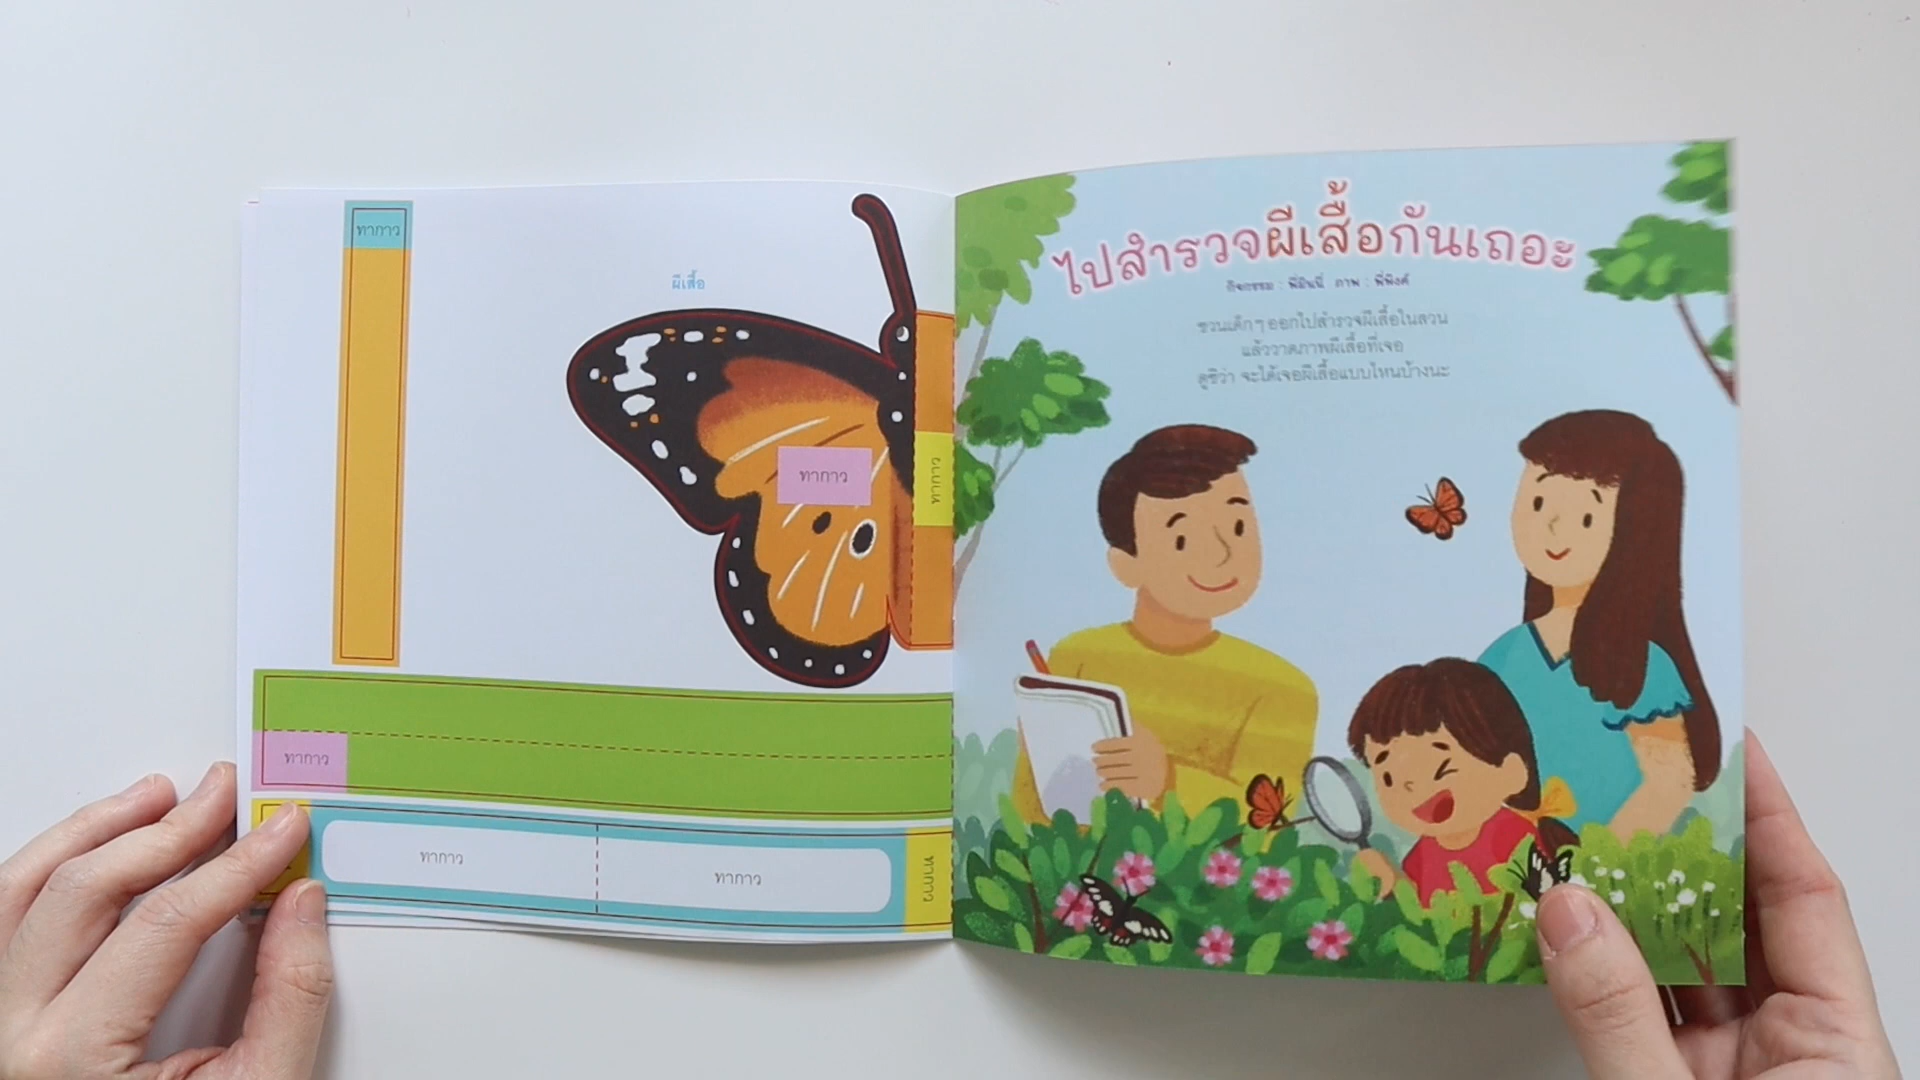 ทากาว
ผีเสื้อ
ทากาว
ทากาว
ทากาว
ทากาว
ทากาว
ทากาว
ไปสำรวจผีเสื้อกันเถอะ
กิจกรรม : พี่มินนี่ ภาพ : พี่พิงค์
ชวนเด็ก ๆ ออกไปสำรวจผีเสื้อในสวน
แล้ววาดภาพผีเสื้อที่เจอ
ดูซิว่า จะได้เจอผีเสื้อแบบไหนบ้างนะ